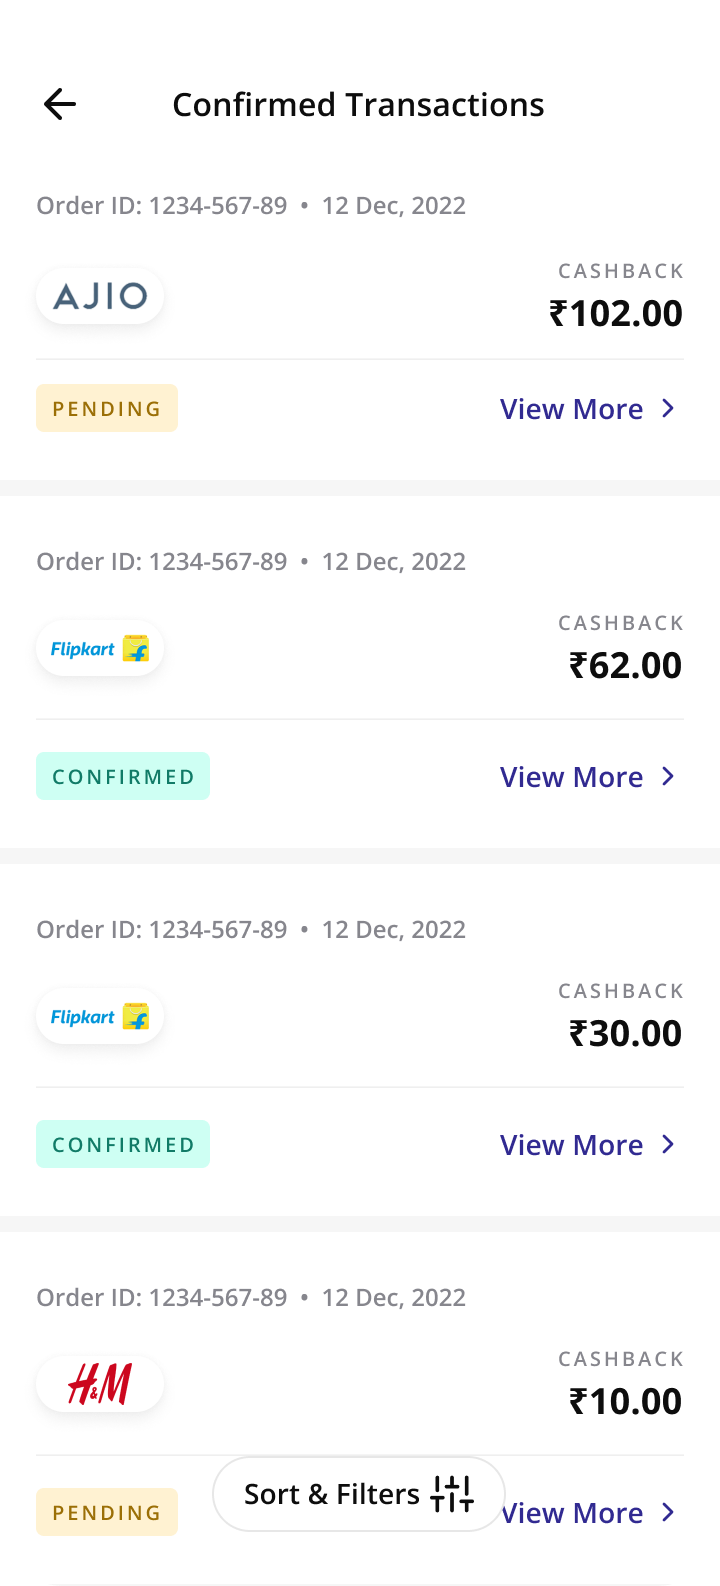 Confirmed Transactions
Order ID: 1234-567-89 • 12 Dec, 2022
AJIO
CASHBACK
₹102.00
PENDING
View More
Order ID: 1234-567-89 • 12 Dec, 2022
Flipkart
CASHBACK
₹62.00
CONFIRMED
View More
Order ID: 1234-567-89 • 12 Dec, 2022
Flipkart
CASHBACK
₹30.00
CONFIRMED
View More
Order ID: 1234-567-89 • 12 Dec, 2022
H&M
CASHBACK
₹10.00
PENDING
Sort & Filters
View More